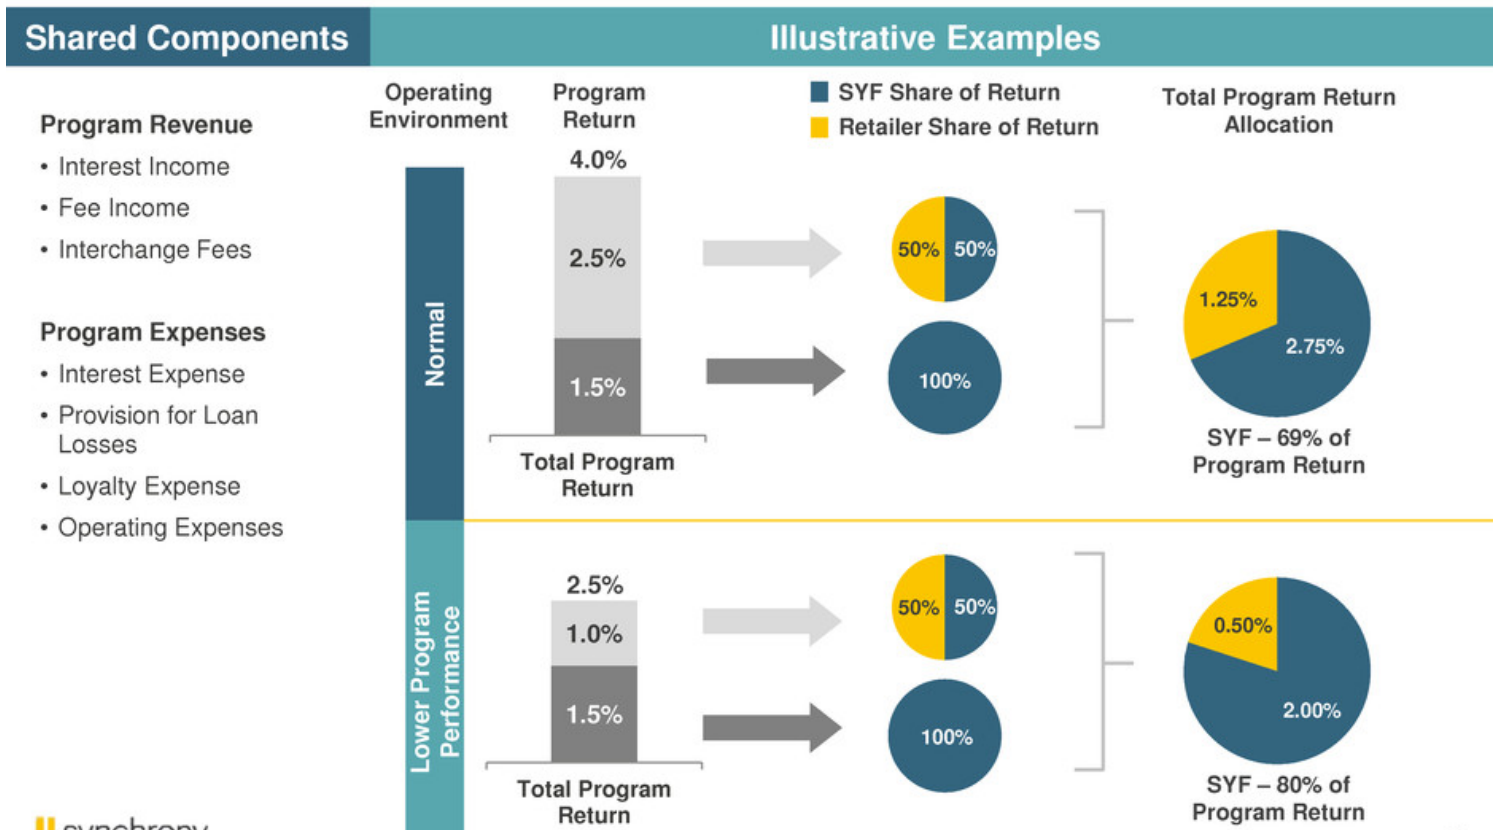 Shared Components
Illustrative Examples
Program Revenue
• Interest Income
• Fee Income
• Interchange Fees
Program Expenses
• Interest Expense
• Provision for Loan
Losses
• Loyalty Expense
• Operating Expenses
Operating
Environment
Program
Return
SYF Share of Return
Retailer Share of Return
Total Program Return
Allocation
Normal
4.0%
2.5%
1.5%
Total Program
Return
50% 50%
100%
1.25%
2.75%
SYF – 69% of
Program Return
Lower Program
Performance
2.5%
1.0%
1.5%
Total Program
Return
50% 50%
100%
0.50%
2.00%
SYF – 80% of
Program Return
synchrony